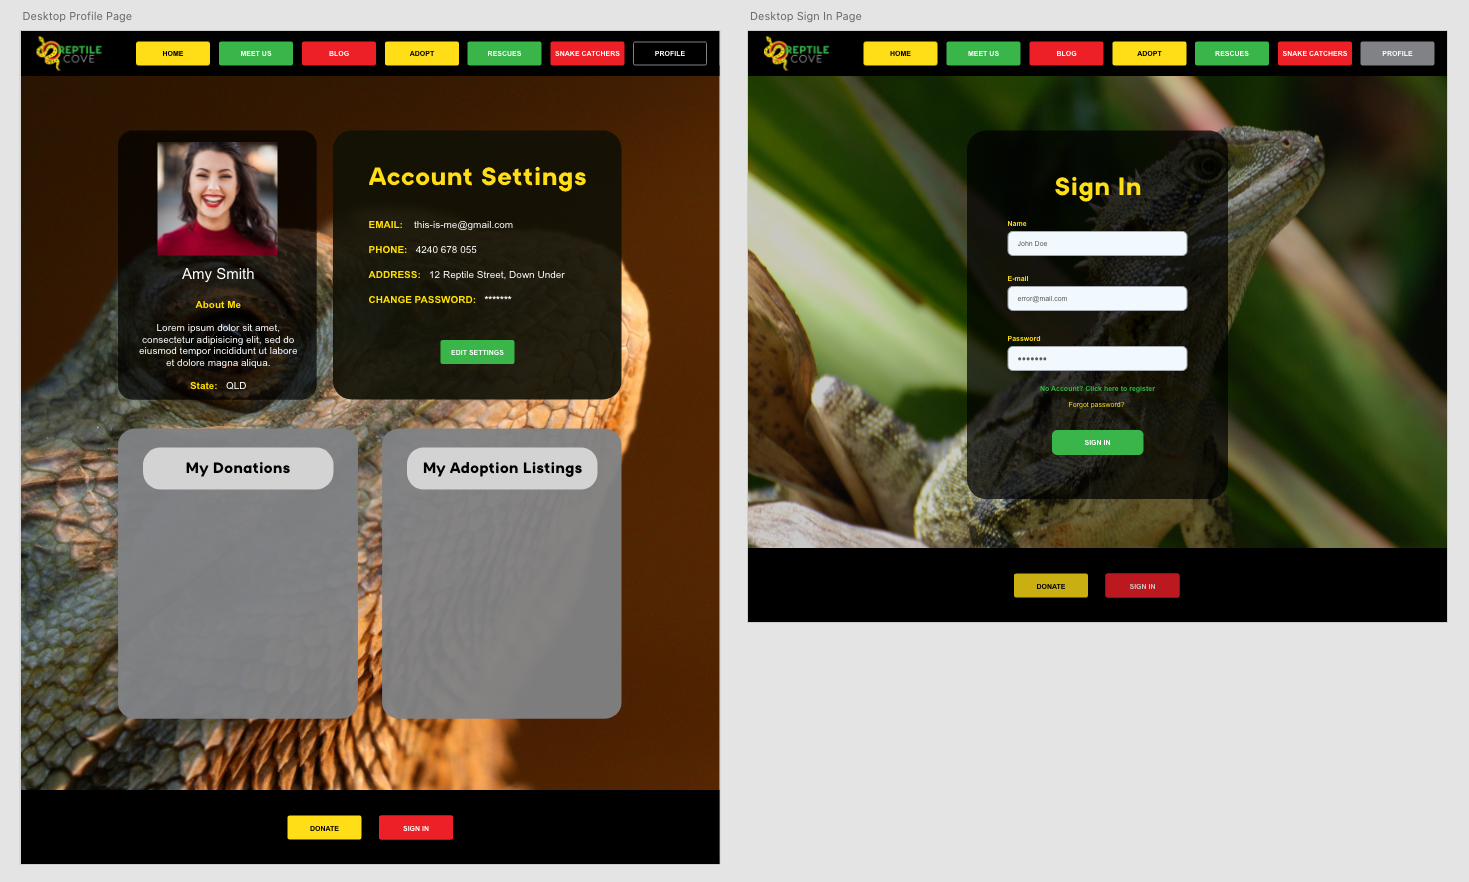 Desktop Profile Page
REPTILE
COVE
HOME
MEET US
BLOG
ADOPT
RESCUES
SNAKE CATCHERS
PROFILE
Amy Smith
About Me
Lorem ipsum dolor sit amet,
consectetur adipisicing elit, sed do
eiusmod tempor incididunt ut labore
et dolore magna aliqua.
State: QLD
Account Settings
EMAIL: this-is-me@gmail.com
PHONE: 4240 678 055
ADDRESS: 12 Reptile Street, Down Under
CHANGE PASSWORD: *******
EDIT SETTINGS
My Donations
My Adoption Listings
DONATE
SIGN IN
Desktop Sign In Page
REPTILE
COVE
HOME
MEET US
BLOG
ADOPT
RESCUES
SNAKE CATCHERS
PROFILE
Sign In
Name
John Doe
E-mail
error@mail.com
Password
•••••••
No Account? Click here to register
Forgot password?
SIGN IN
DONATE
SIGN IN